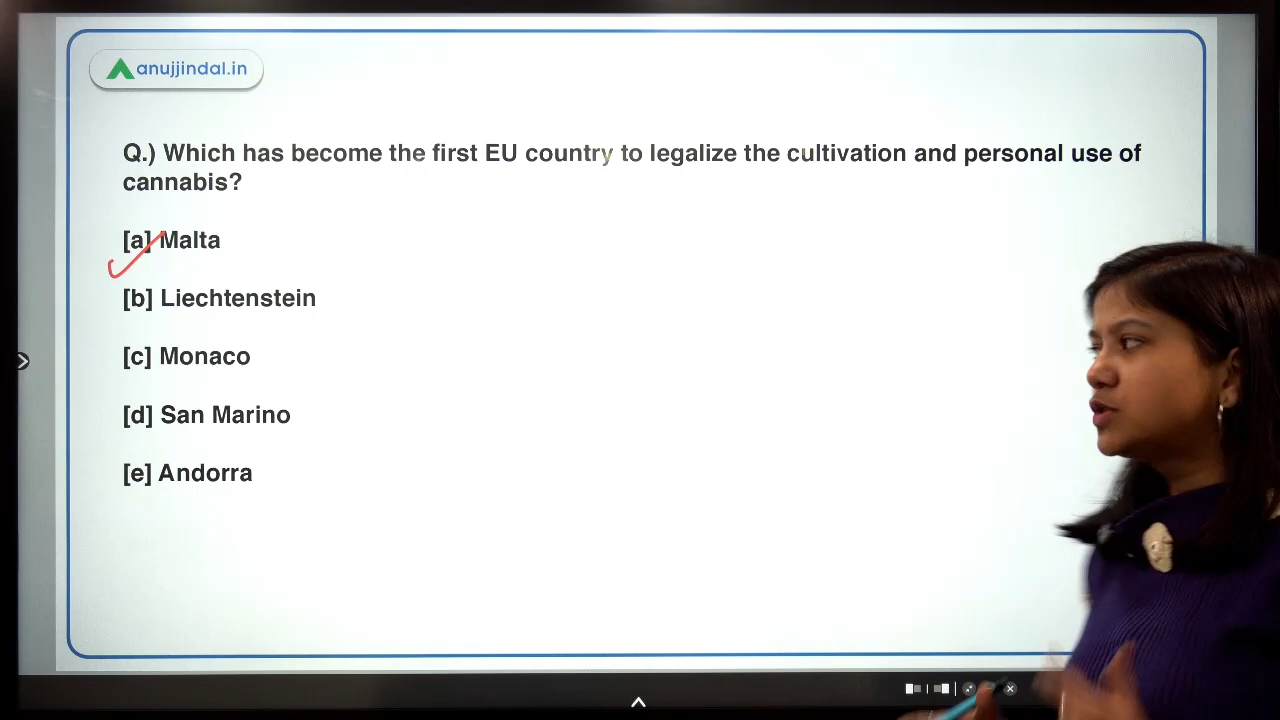 anujjindal.in
Q.) Which has become the first EU country to legalize the cultivation and personal use of
cannabis?
[a] Malta
[b] Liechtenstein
[c] Monaco
[d] San Marino
[e] Andorra